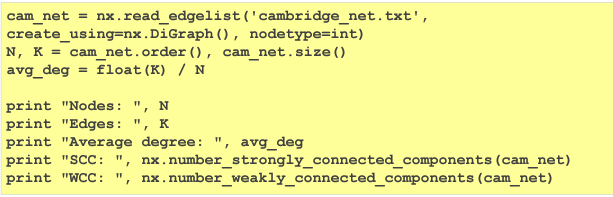 cam_net = nx.read_edgelist('cambridge_net.txt',
create_using=nx.DiGraph(), nodetype=int)
N, K = cam_net.order(), cam_net.size()
avg_deg = float(K) / N
print "Nodes: ", N
print "Edges: ", K
print "Average degree: ", avg_deg
print "SCC: ", nx.number_strongly_connected_components(cam_net)
print "WCC: ", nx.number_weakly_connected_components(cam_net)